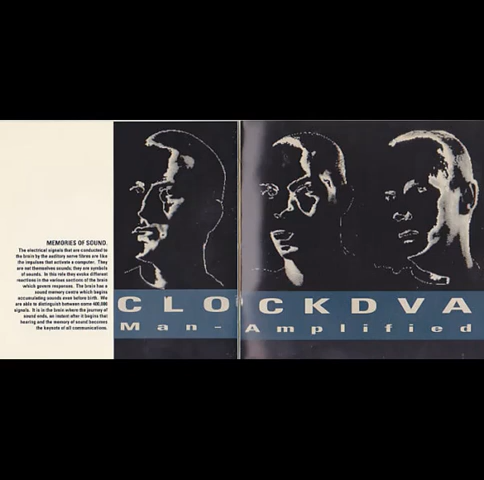 MEMORIES OF SOUND.
The electrical signals that are conducted to
the brain by the auditory nerve fibres are like
the impulses that activate a computer. They
are not themselves sounds; they are symbols
of sounds. In this role they evoke different
reactions in the various sections of the brain
which govern responses. The brain has a
sound memory centre which begins
accumulating sounds even before birth. We
are able to distinguish between some 400,000
signals. It is in the brain where the journey of
sound ends, an instant after it begins that
hearing and the memory of sound becomes
the keynote of all communications.
CLOCKDVA
Man-Amplified